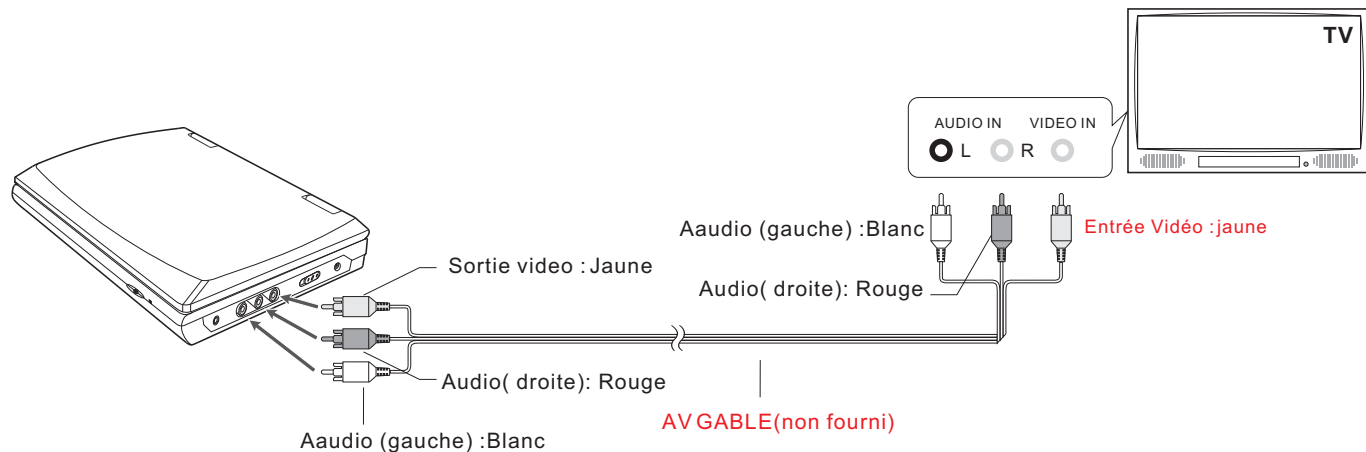 TV
AUDIO IN VIDEO IN
L R
Aaudio (gauche) :Blanc
Entrée Vidéo :jaune
Sortie video : Jaune
Audio( droite): Rouge
Audio( droite): Rouge
AV GABLE(non fourni)
Aaudio (gauche) :Blanc